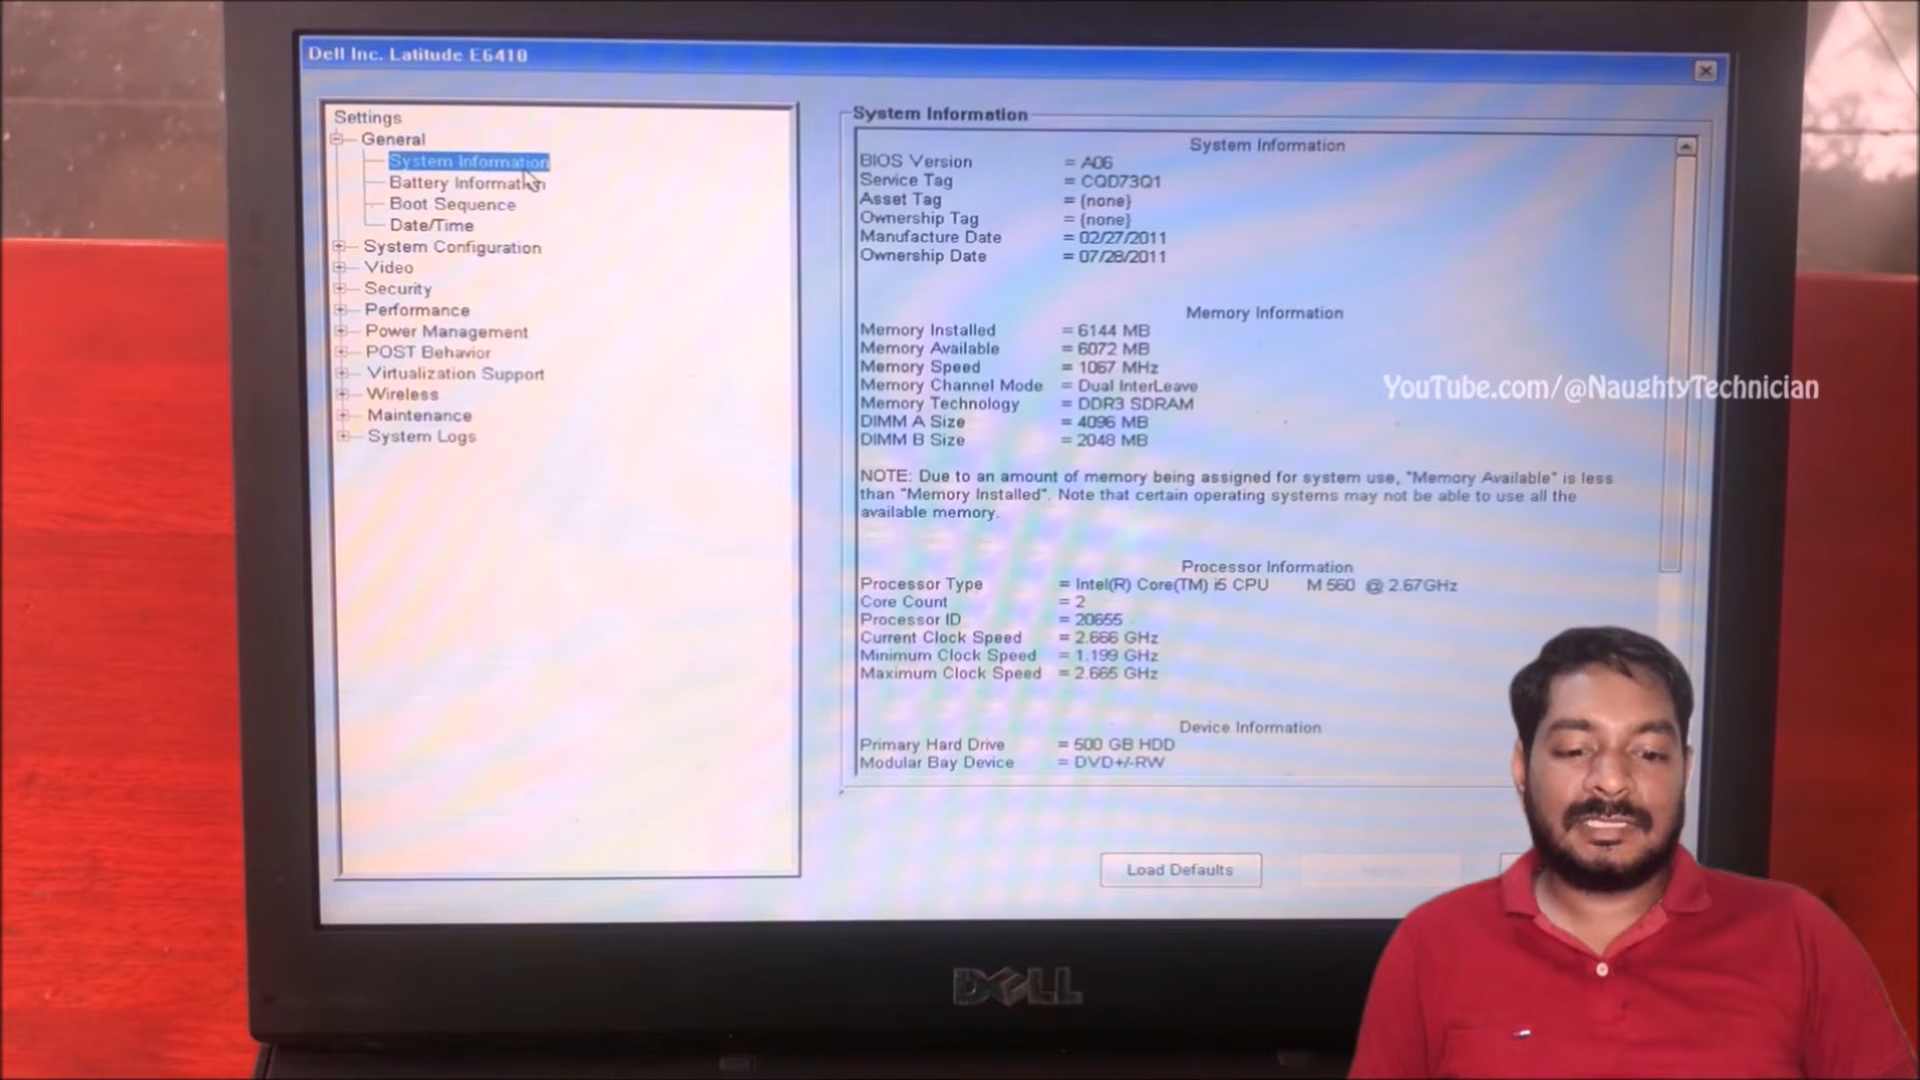 Dell Inc. Latitude E6410
Settings
General
System Information
Battery Information
Boot Sequence
Date/Time
System Configuration
Video
Security
Performance
Power Management
POST Behavior
Virtualization Support
Wireless
Maintenance
System Logs
System Information
System Information
BIOS Version = A06
Service Tag = CQD73Q1
Asset Tag = {none}
Ownership Tag = {none}
Manufacture Date = 02/27/2011
Ownership Date = 07/28/2011
Memory Information
Memory Installed = 6144 MB
Memory Available = 6072 MB
Memory Speed = 1067 MHz
Memory Channel Mode = Dual InterLeave
Memory Technology = DDR3 SDRAM
DIMM A Size = 4096 MB
DIMM B Size = 2048 MB
NOTE: Due to an amount of memory being assigned for system use, "Memory Available" is less
than "Memory Installed". Note that certain operating systems may not be able to use all the
available memory.
Processor Information
Processor Type = Intel(R) Core(TM) i5 CPU M 560 @ 2.67GHz
Core Count = 2
Processor ID = 20655
Current Clock Speed = 2.666 GHz
Minimum Clock Speed = 1.199 GHz
Maximum Clock Speed = 2.665 GHz
Device Information
Primary Hard Drive = 500 GB HDD
Modular Bay Device = DVD+/-RW
Load Defaults
YouTube.com/@NaughtyTechnician
DELL